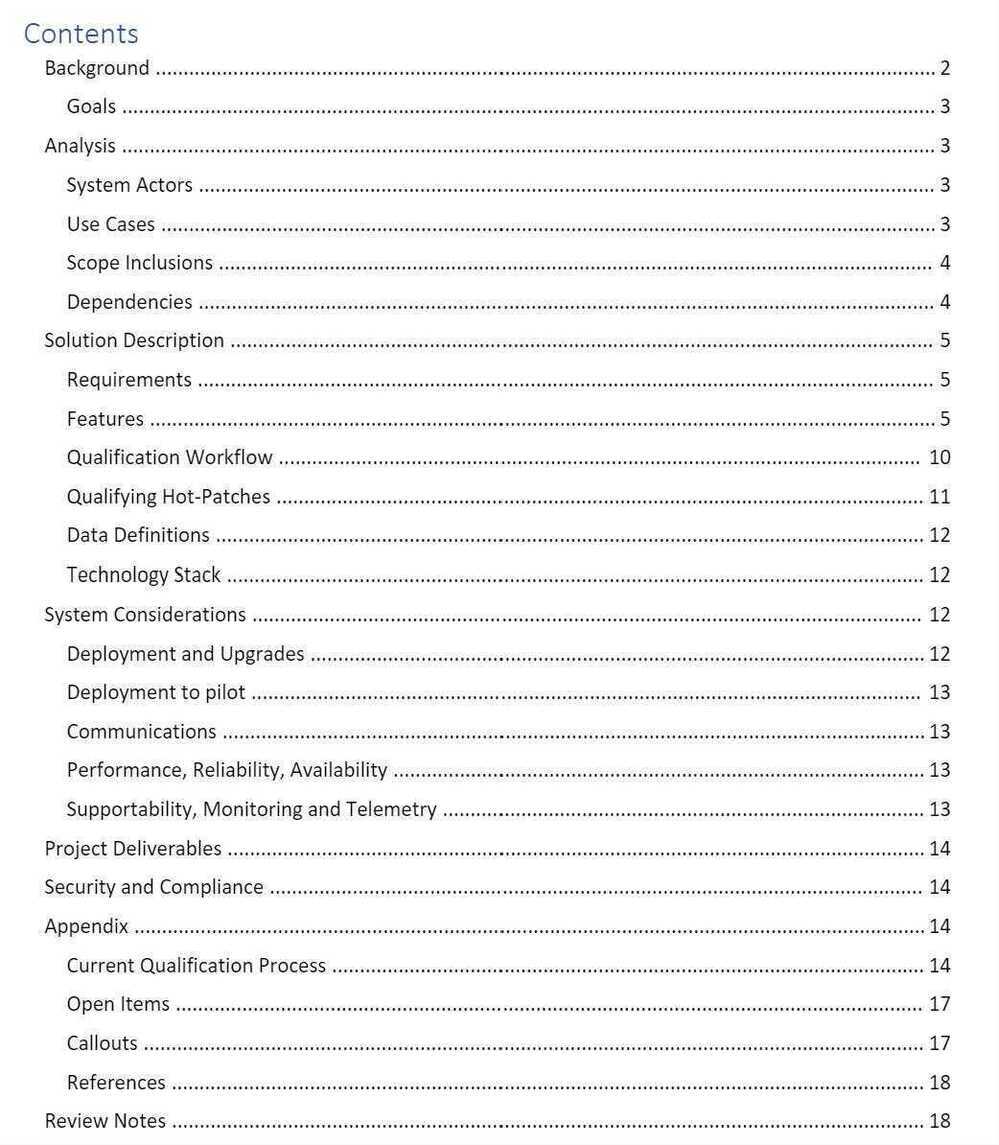 Contents
Background ........ 2
Goals ........ 3
Analysis ........ 3
System Actors ........ 3
Use Cases ........ 3
Scope Inclusions ........ 4
Dependencies ........ 4
Solution Description ........ 5
Requirements ........ 5
Features ........ 5
Qualification Workflow ........ 10
Qualifying Hot-Patches ........ 11
Data Definitions ........ 12
Technology Stack ........ 12
System Considerations ........ 12
Deployment and Upgrades ........ 12
Deployment to pilot ........ 13
Communications ........ 13
Performance, Reliability, Availability ........ 13
Supportability, Monitoring and Telemetry ........ 13
Project Deliverables ........ 14
Security and Compliance ........ 14
Appendix ........ 14
Current Qualification Process ........ 14
Open Items ........ 17
Callouts ........ 17
References ........ 18
Review Notes ........ 18